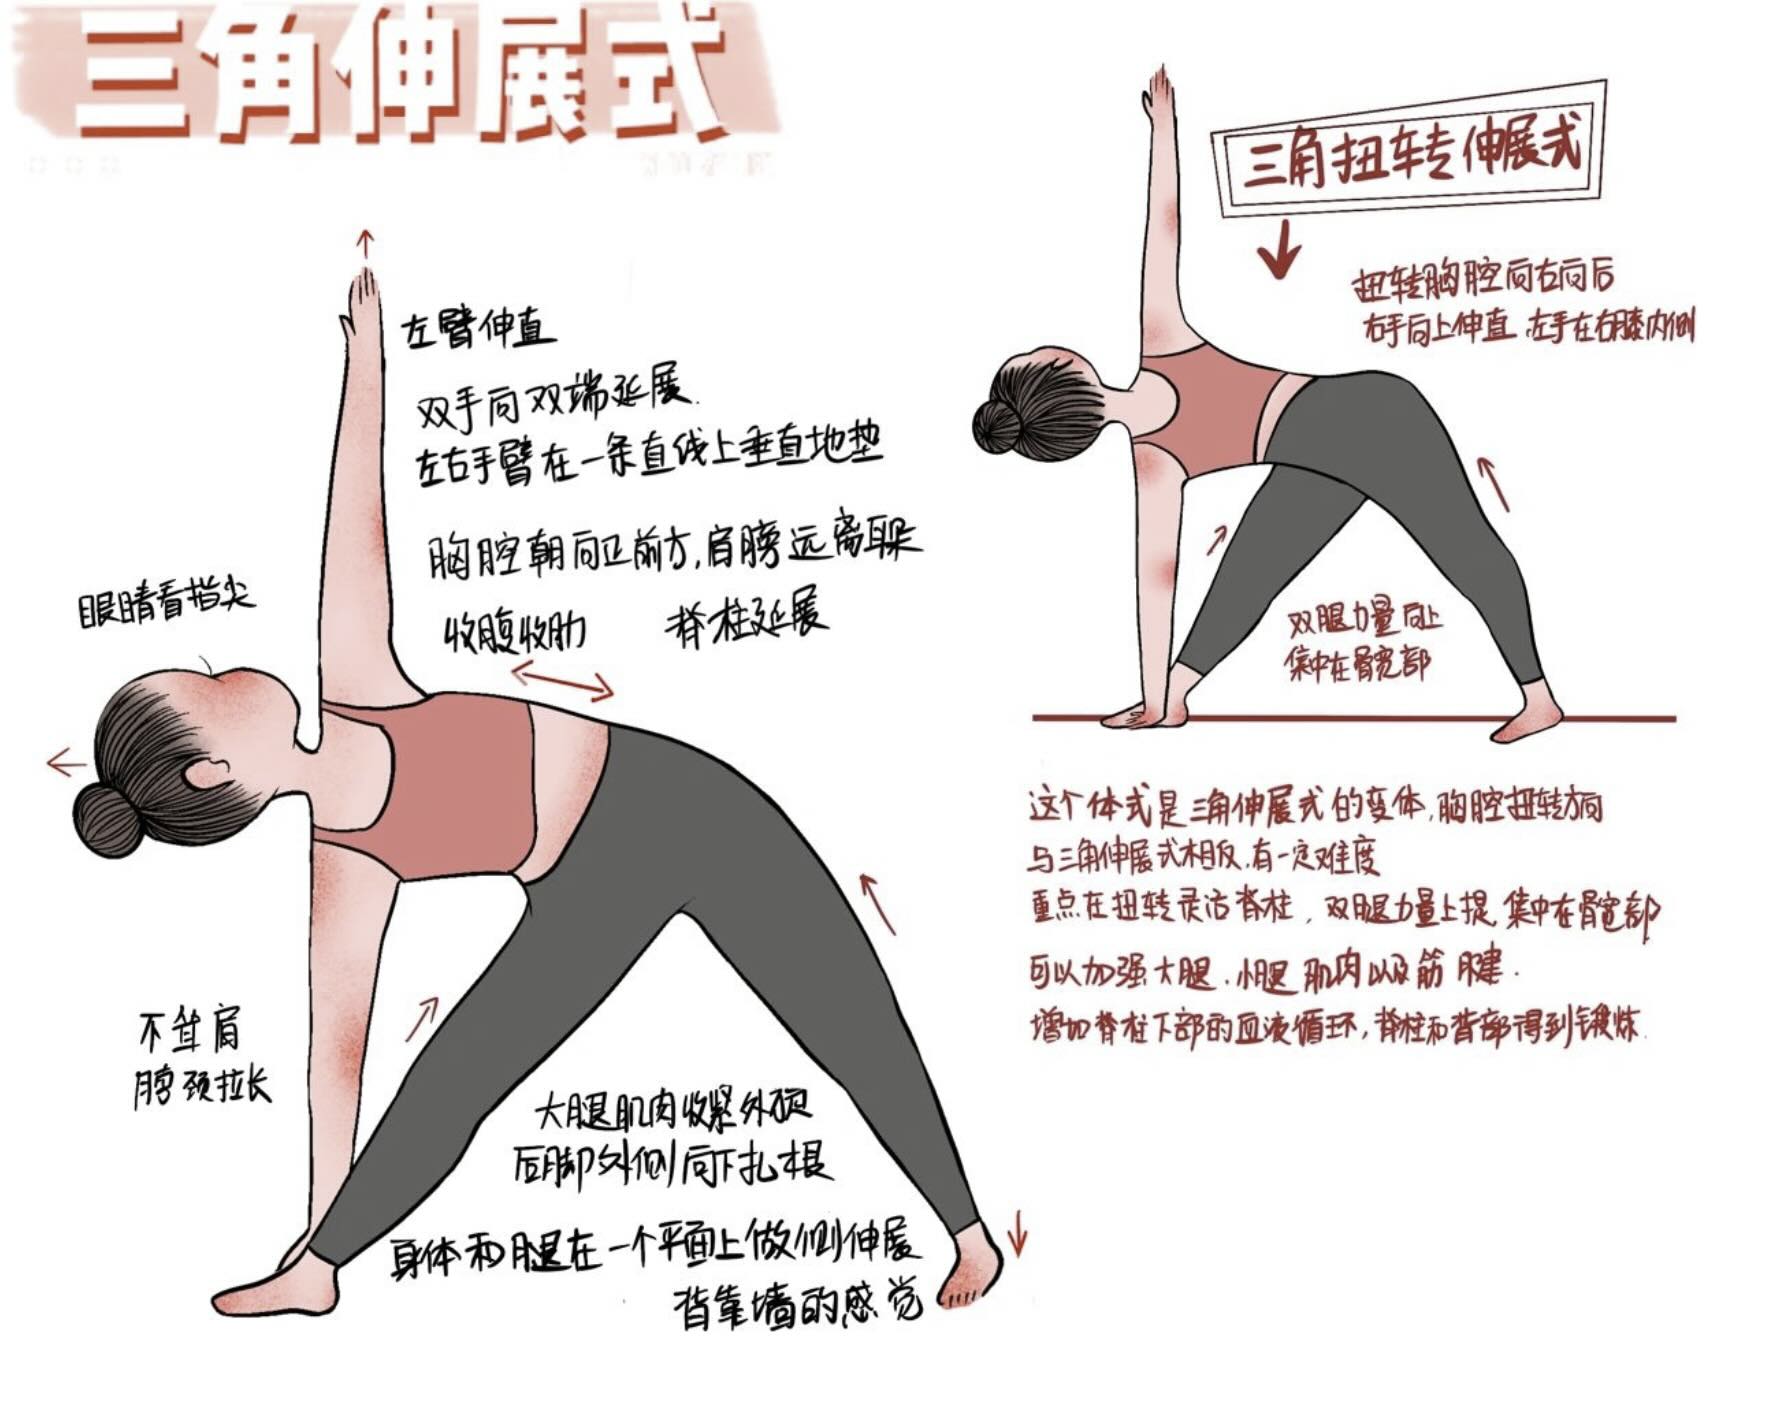 三角伸展式
左臂伸直
双手向双端延展.
左右手臂在一条直线上垂直地垫
胸腔朝向正前方,肩膀远离耳朵
收腹收肋
脊柱延展
眼睛看指尖
不耸肩
脖颈拉长
大腿肌肉收紧外旋
后脚外侧向下扎根
身体和腿在一个平面上做侧伸展
背靠墙的感觉
三角扭转伸展式
扭转胸腔向右向后
右手向上伸直,左手在右膝内侧
双腿力量向上
集中在骨宽部
这个体式是三角伸展式的变体,胸腔扭转方向
与三角伸展式相反.有一定难度
重点在扭转灵活脊柱,双腿力量上提,集中在骨宽部
可以加强大腿.小腿肌肉以及筋腱.
增加脊柱下部的血液循环,脊柱和背部得到锻炼.